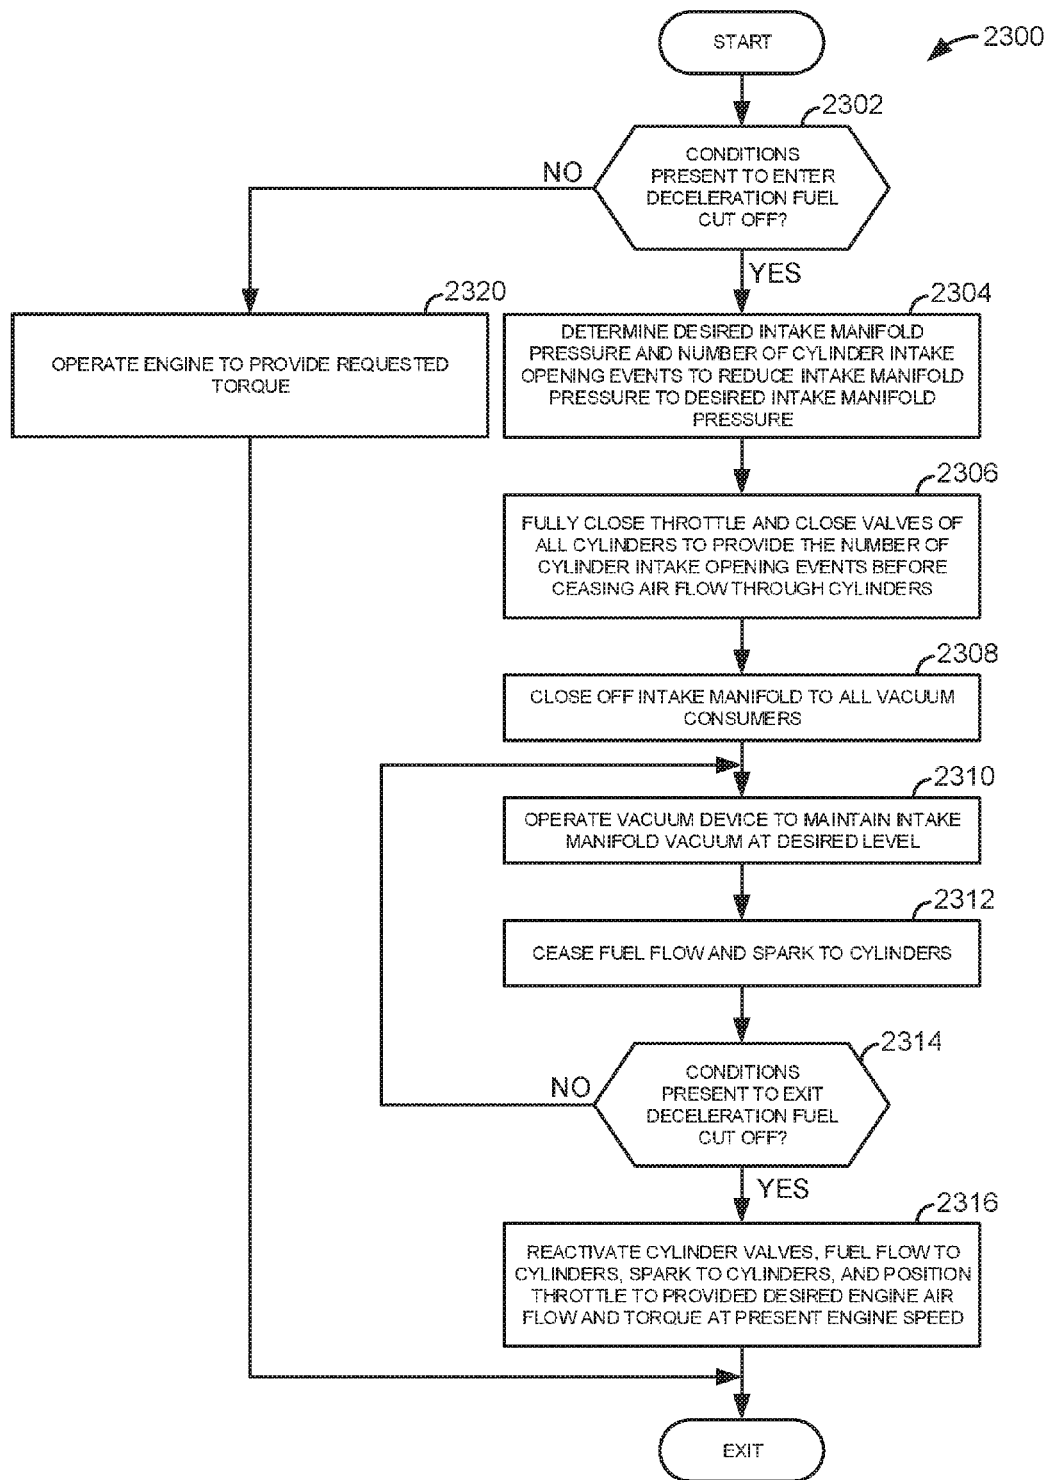 START
2300
2302
CONDITIONS
PRESENT TO ENTER
DECELERATION FUEL
CUT OFF?
NO
YES
2320
OPERATE ENGINE TO PROVIDE REQUESTED
TORQUE
2304
DETERMINE DESIRED INTAKE MANIFOLD
PRESSURE AND NUMBER OF CYLINDER INTAKE
OPENING EVENTS TO REDUCE INTAKE MANIFOLD
PRESSURE TO DESIRED INTAKE MANIFOLD
PRESSURE
2306
FULLY CLOSE THROTTLE AND CLOSE VALVES OF
ALL CYLINDERS TO PROVIDE THE NUMBER OF
CYLINDER INTAKE OPENING EVENTS BEFORE
CEASING AIR FLOW THROUGH CYLINDERS
2308
CLOSE OFF INTAKE MANIFOLD TO ALL VACUUM
CONSUMERS
2310
OPERATE VACUUM DEVICE TO MAINTAIN INTAKE
MANIFOLD VACUUM AT DESIRED LEVEL
2312
CEASE FUEL FLOW AND SPARK TO CYLINDERS
2314
CONDITIONS
PRESENT TO EXIT
DECELERATION FUEL
CUT OFF?
NO
YES
2316
REACTIVATE CYLINDER VALVES, FUEL FLOW TO
CYLINDERS, SPARK TO CYLINDERS, AND POSITION
THROTTLE TO PROVIDED DESIRED ENGINE AIR
FLOW AND TORQUE AT PRESENT ENGINE SPEED
EXIT